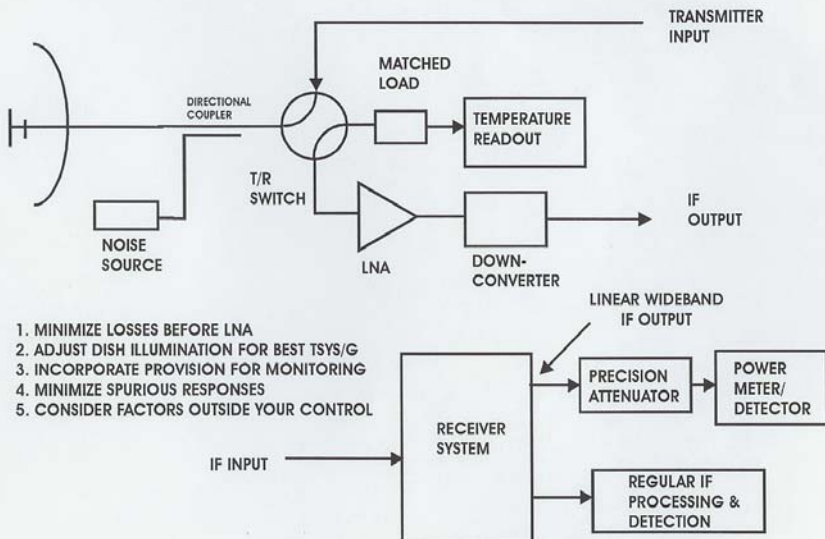 TRANSMITTER
INPUT
MATCHED
LOAD
DIRECTIONAL
COUPLER
TEMPERATURE
READOUT
T/R
SWITCH
NOISE
SOURCE
LNA
DOWN-
CONVERTER
IF
OUTPUT
1. MINIMIZE LOSSES BEFORE LNA
2. ADJUST DISH ILLUMINATION FOR BEST TSYS/G
3. INCORPORATE PROVISION FOR MONITORING
4. MINIMIZE SPURIOUS RESPONSES
5. CONSIDER FACTORS OUTSIDE YOUR CONTROL
LINEAR WIDEBAND
IF OUTPUT
IF INPUT
RECEIVER
SYSTEM
PRECISION
ATTENUATOR
POWER
METER/
DETECTOR
REGULAR IF
PROCESSING &
DETECTION